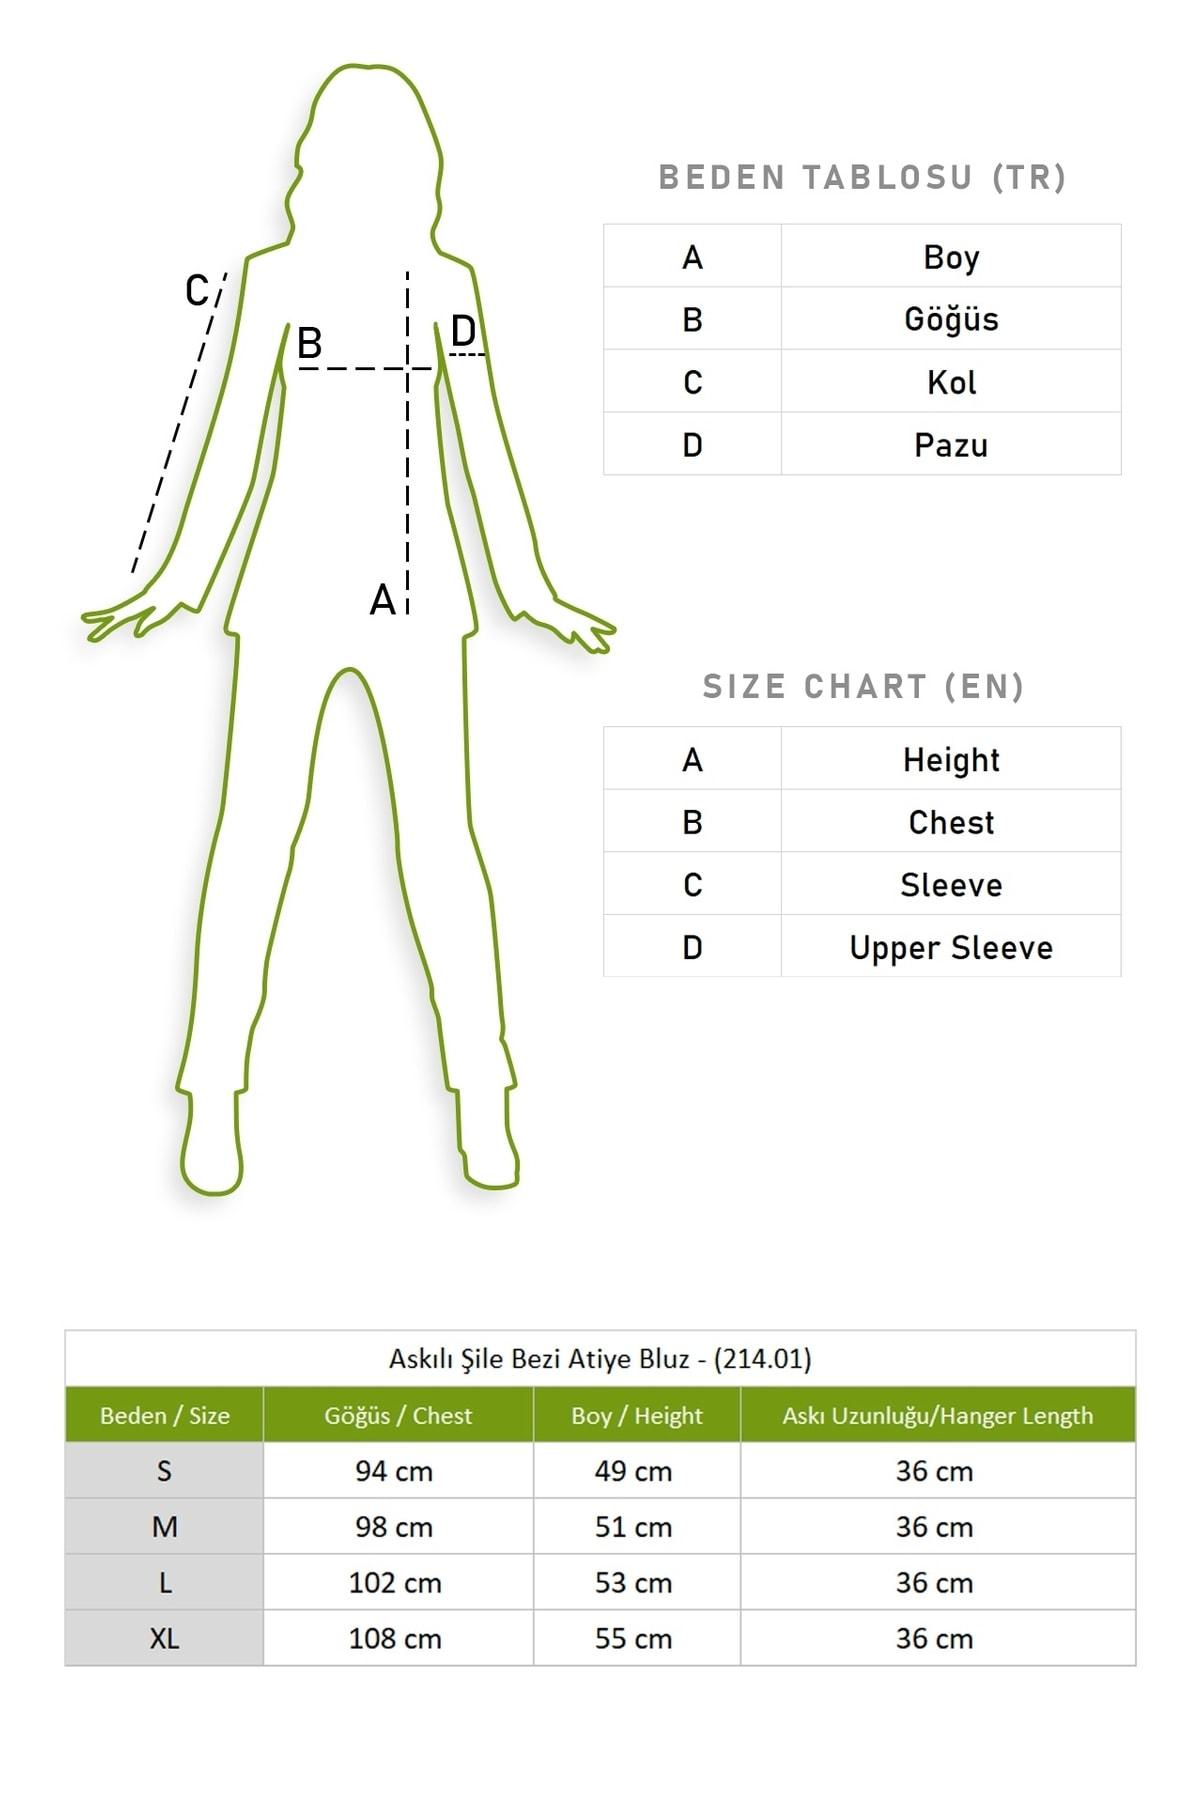 BEDEN TABLOSU (TR)
A Boy
B Göğüs
C Kol
D Pazu
C
B
D
A
SIZE CHART (EN)
A Height
B Chest
C Sleeve
D Upper Sleeve
Askılı Şile Bezi Atiye Bluz - (214.01)
Beden / Size Göğüs / Chest Boy / Height Askı Uzunluğu/Hanger Length
S 94 cm 49 cm 36 cm
M 98 cm 51 cm 36 cm
L 102 cm 53 cm 36 cm
XL 108 cm 55 cm 36 cm